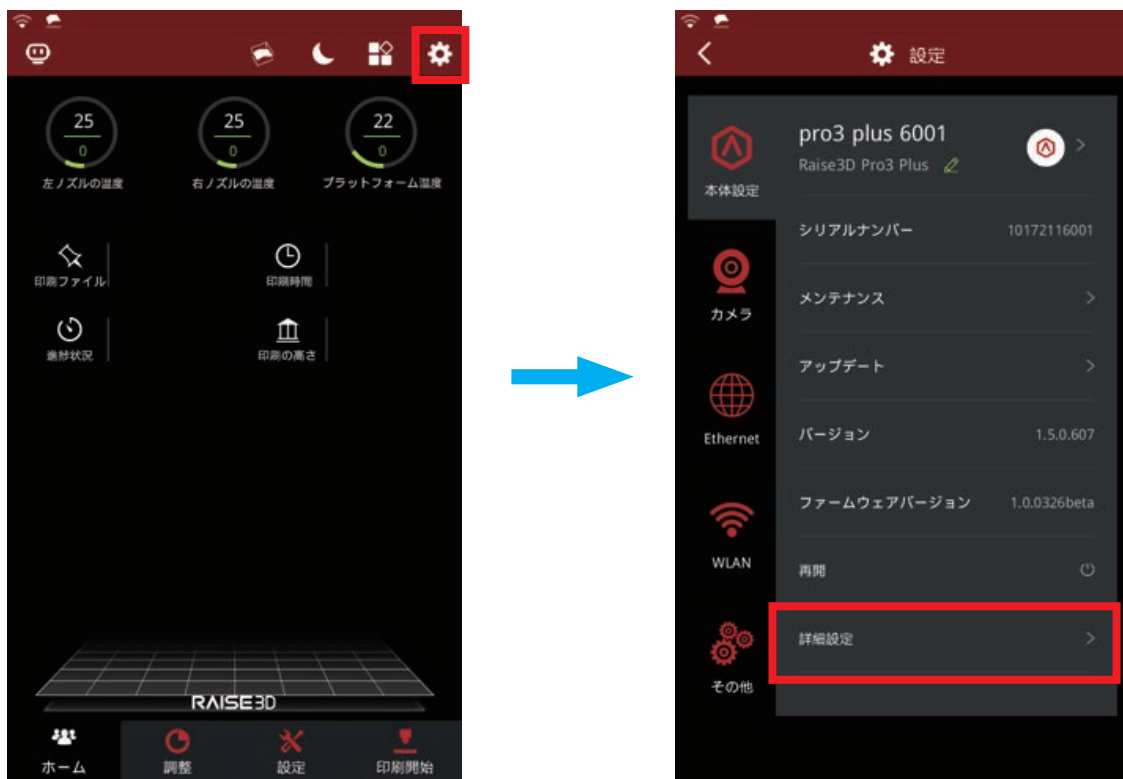 25
0
左ノズルの温度
25
0
右ノズルの温度
22
0
プラットフォーム温度
印刷ファイル
印刷時間
進捗状況
印刷の高さ
RAISE3D
ホーム
調整
設定
印刷開始
設定
本体設定
カメラ
Ethernet
WLAN
その他
pro3 plus 6001
Raise3D Pro3 Plus
シリアルナンバー 10172116001
メンテナンス
アップデート
バージョン 1.5.0.607
ファームウェアバージョン 1.0.0326beta
再開
詳細設定